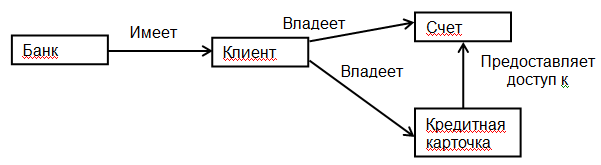 Банк
Имеет
Клиент
Владеет
Счет
Владеет
Предоставляет
доступ к
Кредитная
карточка